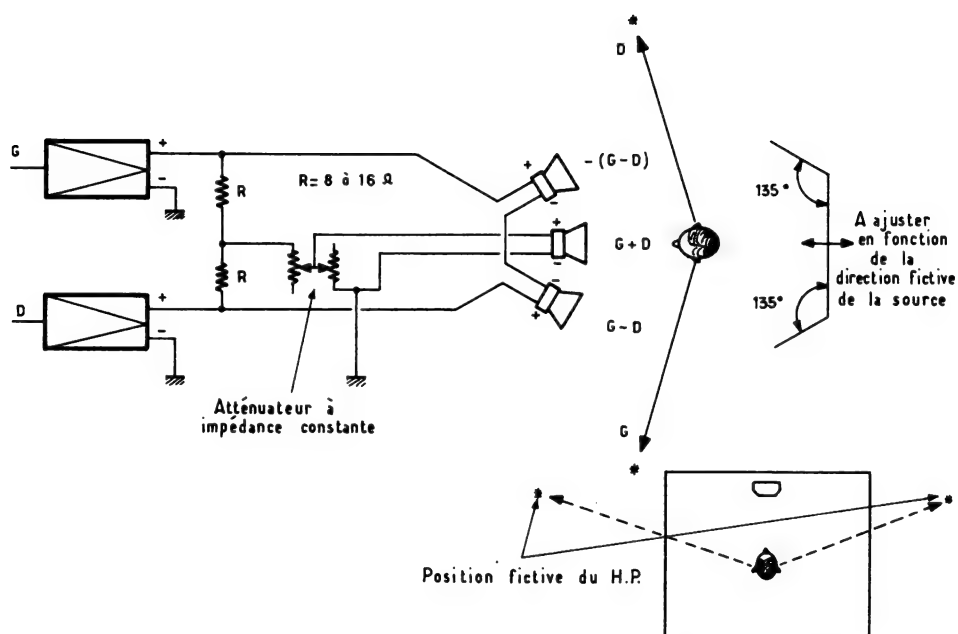 *
D
G
+
-
R
R= 8 à 16 Ω
R
D
+
-
Atténuateur à
impédance constante
+
-
-(G-D)
+
-
G+D
-
+
G-D
135°
135°
A ajuster
en fonction
de la
direction fictive
de la source
G
*
*
*
Position fictive du H.P.